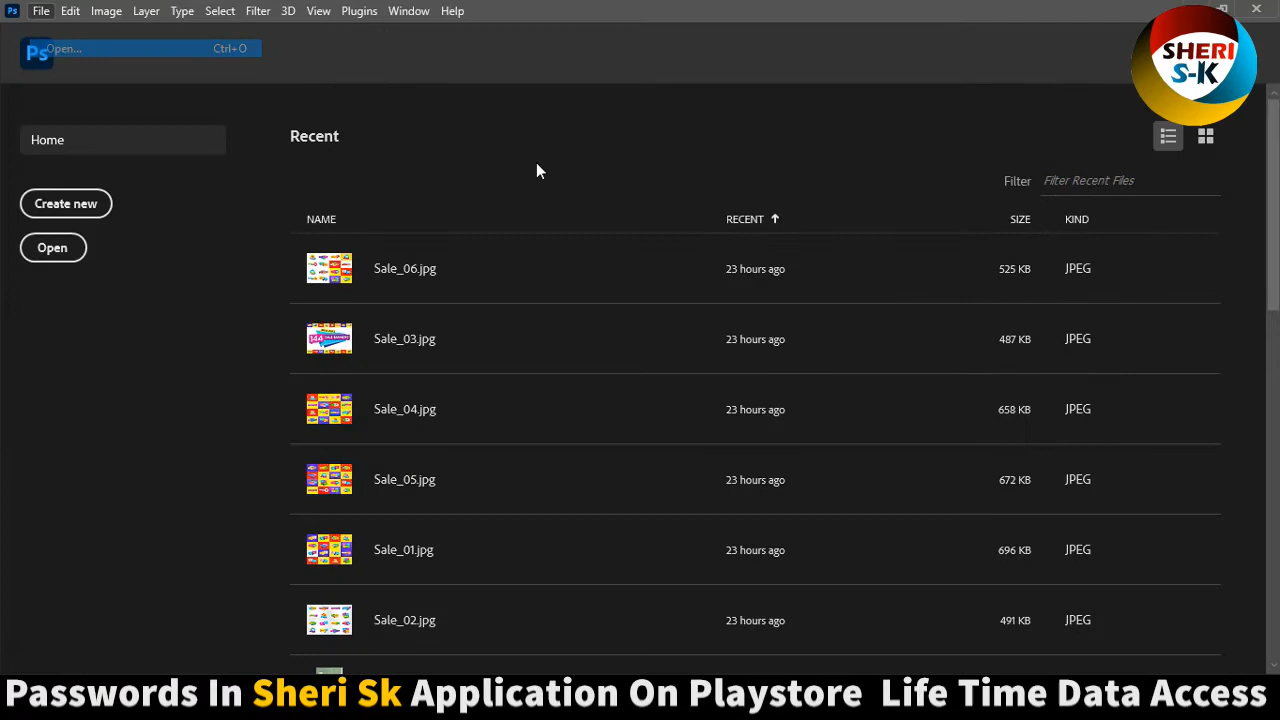 File Edit Image Layer Type Select Filter 3D View Plugins Window Help
Ps
Open... Ctrl+O
SHERI
S-K
Home
Recent
Create new
Filter Filter Recent Files
Open
NAME RECENT SIZE KIND
Sale_06.jpg 23 hours ago 525 KB JPEG
Sale_03.jpg 23 hours ago 487 KB JPEG
Sale_04.jpg 23 hours ago 658 KB JPEG
Sale_05.jpg 23 hours ago 672 KB JPEG
Sale_01.jpg 23 hours ago 696 KB JPEG
Sale_02.jpg 23 hours ago 491 KB JPEG
Passwords In Sheri Sk Application On Playstore Life Time Data Access